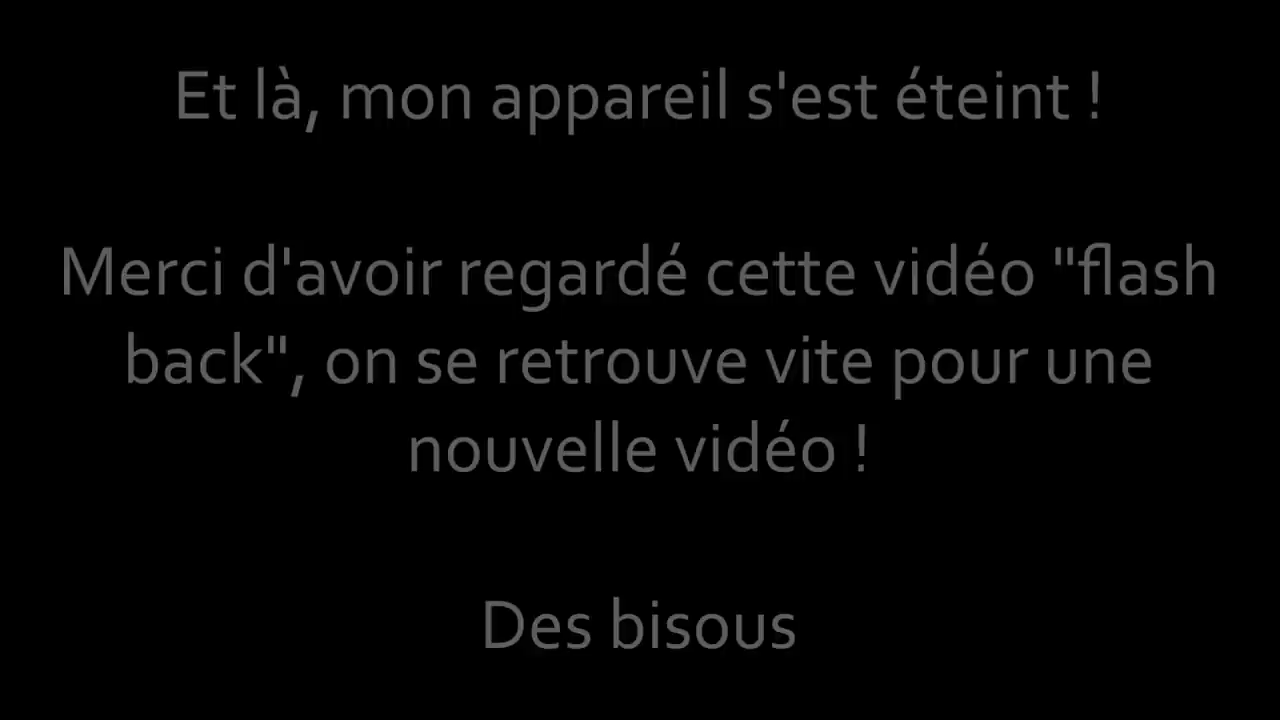 Et là, mon appareil s'est éteint !
Merci d'avoir regardé cette vidéo "flash
back", on se retrouve vite pour une
nouvelle vidéo !
Des bisous